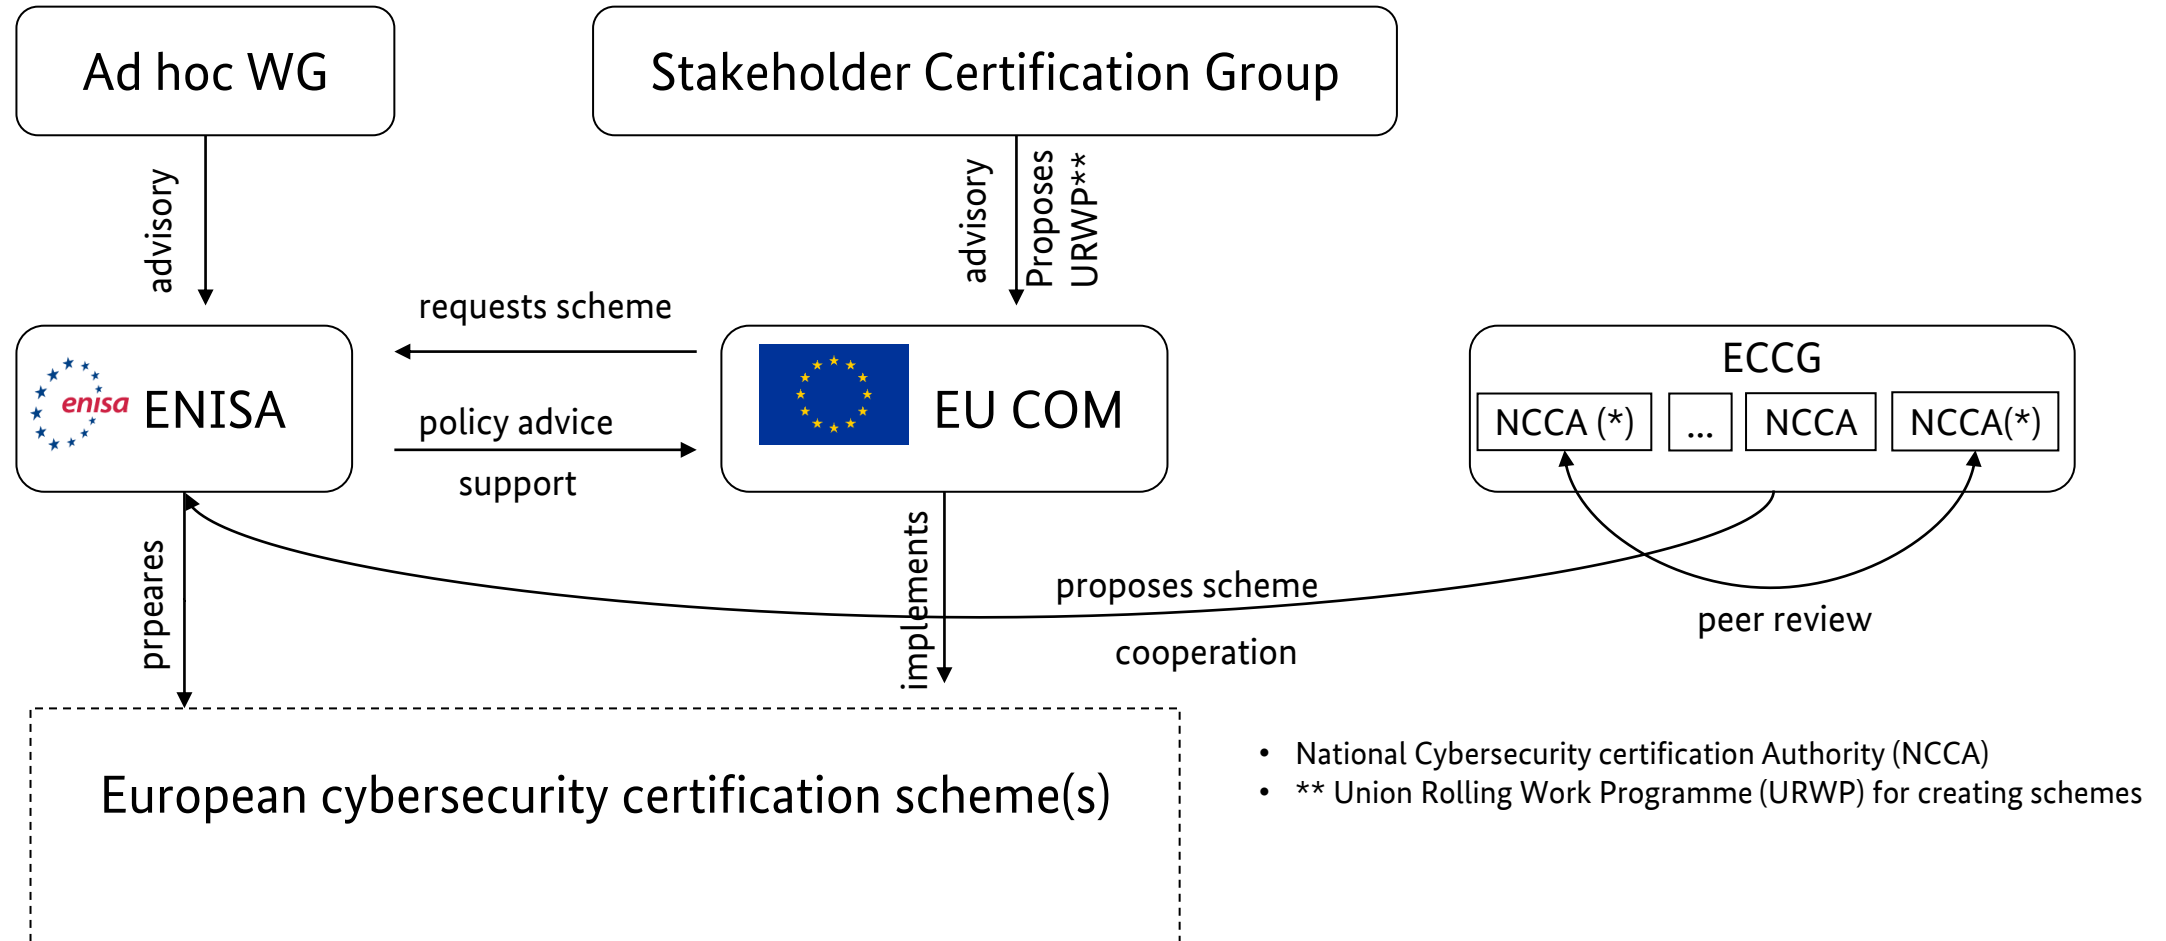 Ad hoc WG
Stakeholder Certification Group
advisory
advisory
Proposes
URWP**
requests scheme
enisa
ENISA
policy advice
support
EU COM
ECCG
NCCA (*)
...
NCCA
NCCA(*)
prpeares
implements
proposes scheme
cooperation
peer review
European cybersecurity certification scheme(s)
• National Cybersecurity certification Authority (NCCA)
• ** Union Rolling Work Programme (URWP) for creating schemes